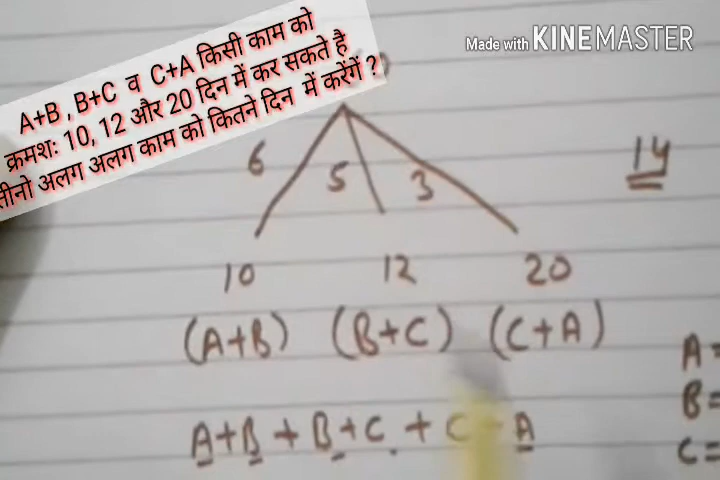 Made with KINEMASTER
A+B , B+C व C+A किसी काम को
क्रमशः 10, 12 और 20 दिन में कर सकते है
तीनो अलग अलग काम को कितने दिन में करेंगें ?
6 5 3
14
10 12 20
(A+B) (B+C) (C+A)
A=
B=
A+B + B+C + C A
C=